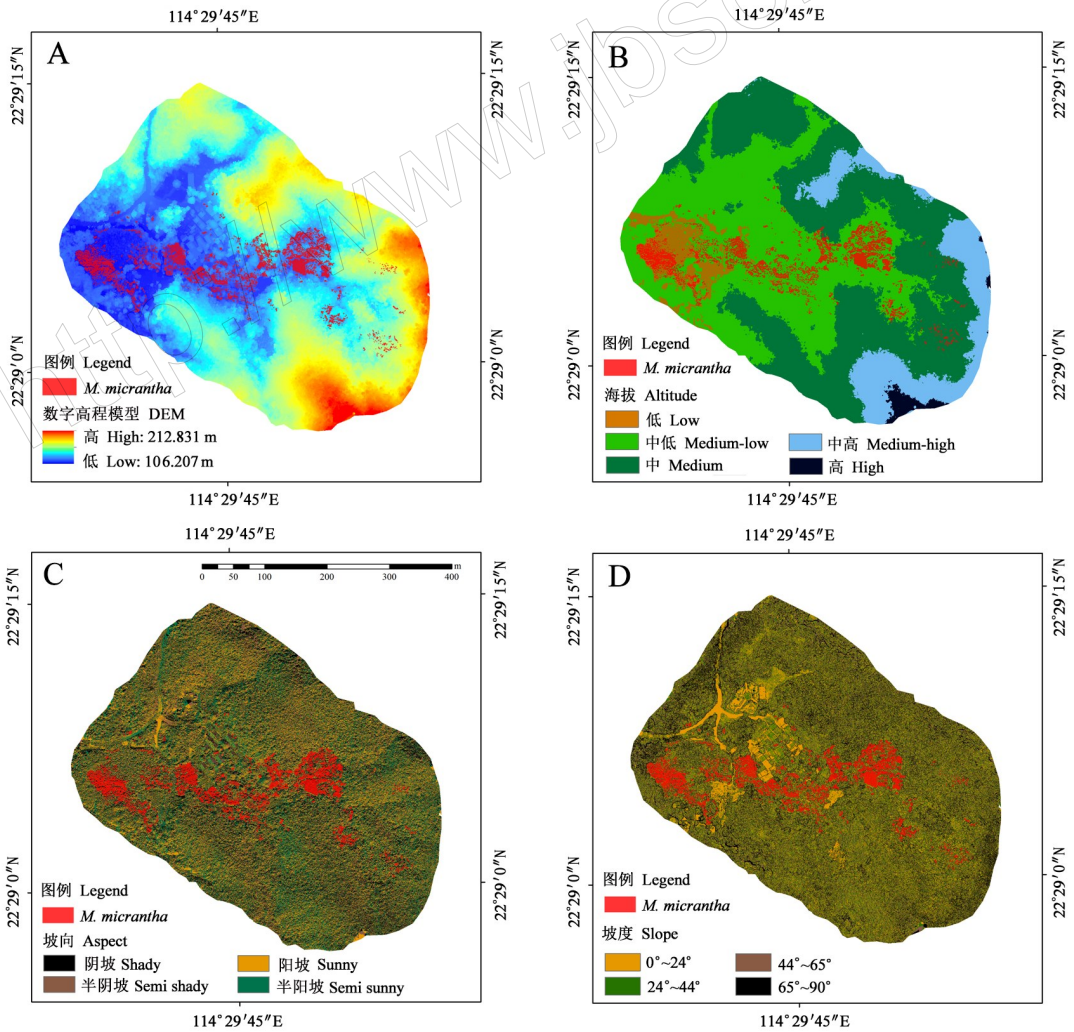 114°29′45″E
114°29′45″E
A
B
22°29′15″N
22°29′15″N
22°29′15″N
22°29′15″N
22°29′0″N
22°29′0″N
22°29′0″N
22°29′0″N
图例 Legend
M. micrantha
数字高程模型 DEM
高 High: 212.831 m
低 Low: 106.207 m
图例 Legend
M. micrantha
海拔 Altitude
低 Low
中低 Medium-low
中高 Medium-high
中 Medium
高 High
114°29′45″E
114°29′45″E
114°29′45″E
114°29′45″E
C
D
m
0 25 50 100 200 300 400
22°29′15″N
22°29′15″N
22°29′15″N
22°29′15″N
22°29′0″N
22°29′0″N
22°29′0″N
22°29′0″N
图例 Legend
M. micrantha
坡向 Aspect
阴坡 Shady
阳坡 Sunny
半阴坡 Semi shady
半阳坡 Semi sunny
图例 Legend
M. micrantha
坡度 Slope
0°~24°
44°~65°
24°~44°
65°~90°
114°29′45″E
114°29′45″E